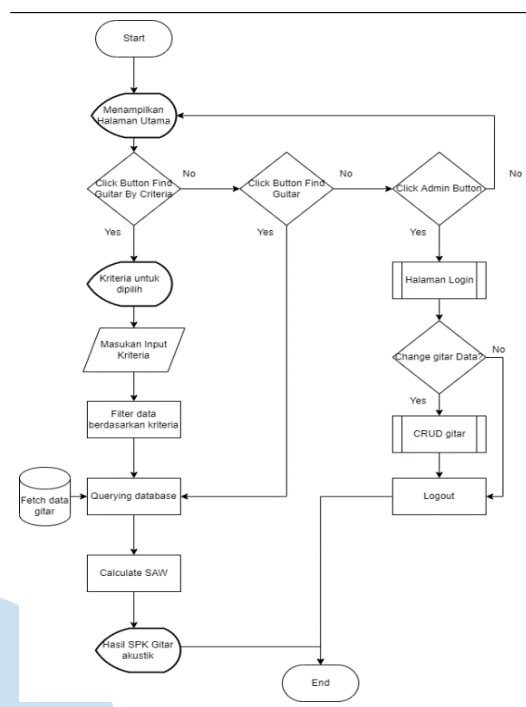 Start
Menampilkan
Halaman Utama
Click Button Find
Guitar By Criteria
No
Click Button Find
Guitar
No
Click Admin Button
No
Yes
Yes
Yes
Kriteria untuk
dipilih
Halaman Login
Masukan Input
Kriteria
Change gitar Data?
No
Yes
Filter data
berdasarkan kriteria
CRUD gitar
Fetch data
gitar
Querying database
Logout
Calculate SAW
Hasil SPK Gitar
akustik
End